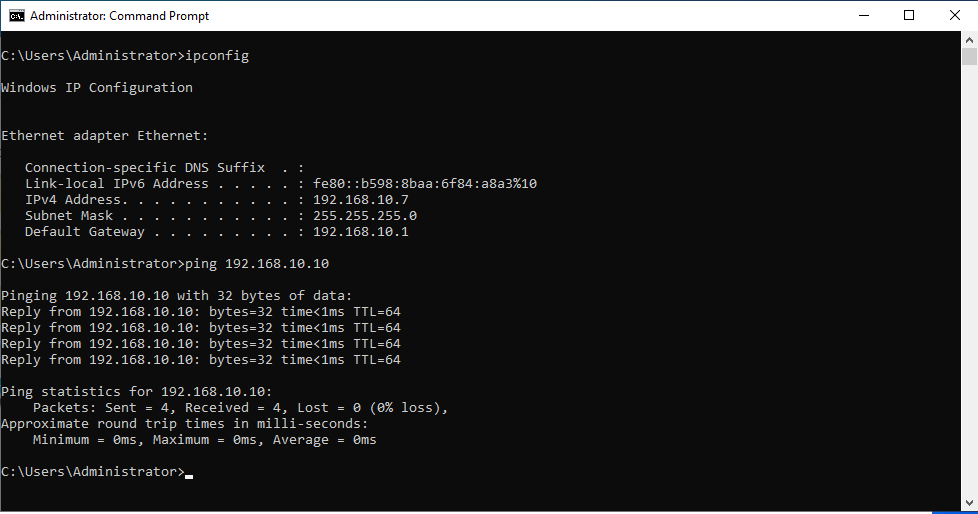 Administrator: Command Prompt
C:\Users\Administrator>ipconfig
Windows IP Configuration
Ethernet adapter Ethernet:
   Connection-specific DNS Suffix  . :
   Link-local IPv6 Address . . . . . : fe80::b598:8baa:6f84:a8a3%10
   IPv4 Address. . . . . . . . . . . : 192.168.10.7
   Subnet Mask . . . . . . . . . . . : 255.255.255.0
   Default Gateway . . . . . . . . . : 192.168.10.1
C:\Users\Administrator>ping 192.168.10.10
Pinging 192.168.10.10 with 32 bytes of data:
Reply from 192.168.10.10: bytes=32 time<1ms TTL=64
Reply from 192.168.10.10: bytes=32 time<1ms TTL=64
Reply from 192.168.10.10: bytes=32 time<1ms TTL=64
Reply from 192.168.10.10: bytes=32 time<1ms TTL=64
Ping statistics for 192.168.10.10:
    Packets: Sent = 4, Received = 4, Lost = 0 (0% loss),
Approximate round trip times in milli-seconds:
    Minimum = 0ms, Maximum = 0ms, Average = 0ms
C:\Users\Administrator>